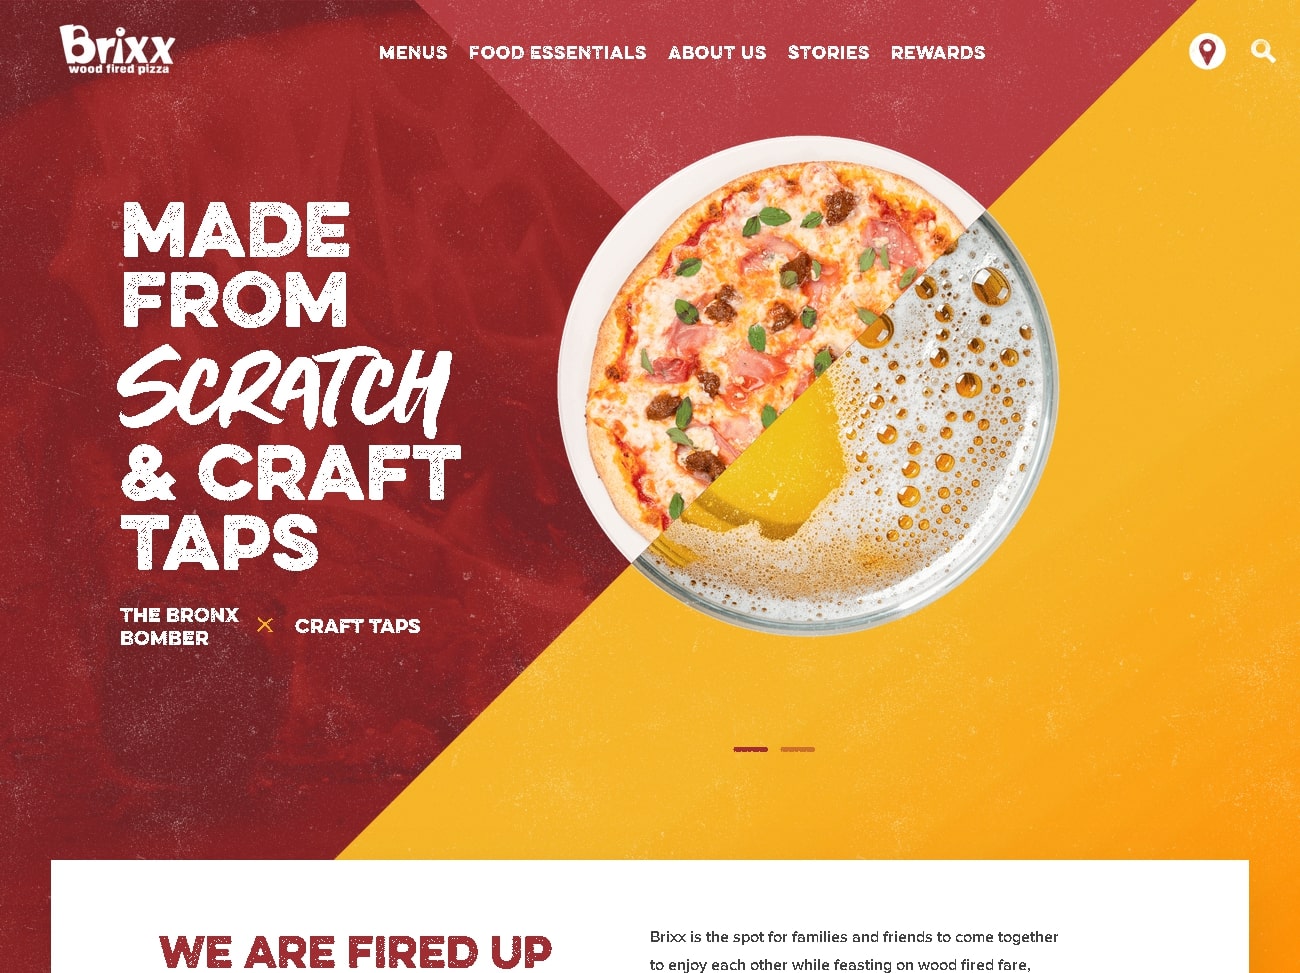 Brixx
wood fired pizza
MENUS
FOOD ESSENTIALS
ABOUT US
STORIES
REWARDS
MADE
FROM
SCRATCH
& CRAFT
TAPS
THE BRONX
BOMBER
CRAFT TAPS
WE ARE FIRED UP
Brixx is the spot for families and friends to come together
to enjoy each other while feasting on wood fired fare,